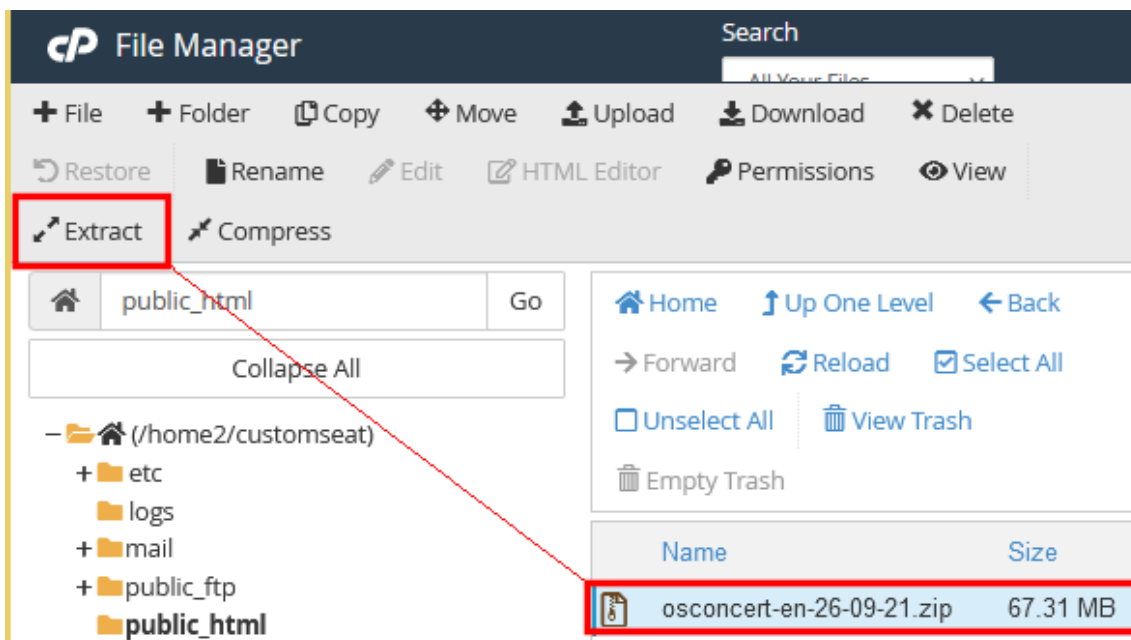 cP File Manager
Search
All Your Files
File Folder Copy Move Upload Download Delete
Restore Rename Edit HTML Editor Permissions View
Extract Compress
public_html Go
Collapse All
(/home2/customseat)
etc
logs
mail
public_ftp
public_html
Home Up One Level Back
Forward Reload Select All
Unselect All View Trash
Empty Trash
Name Size
osconcert-en-26-09-21.zip 67.31 MB